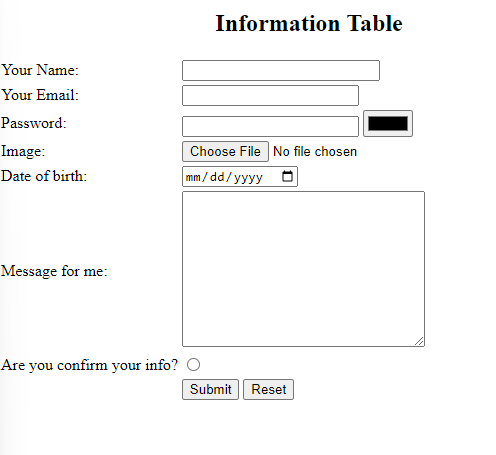 Information Table
Your Name:
Your Email:
Password:
Image: Choose File No file chosen
Date of birth: mm/dd/yyyy
Message for me:
Are you confirm your info?
Submit Reset